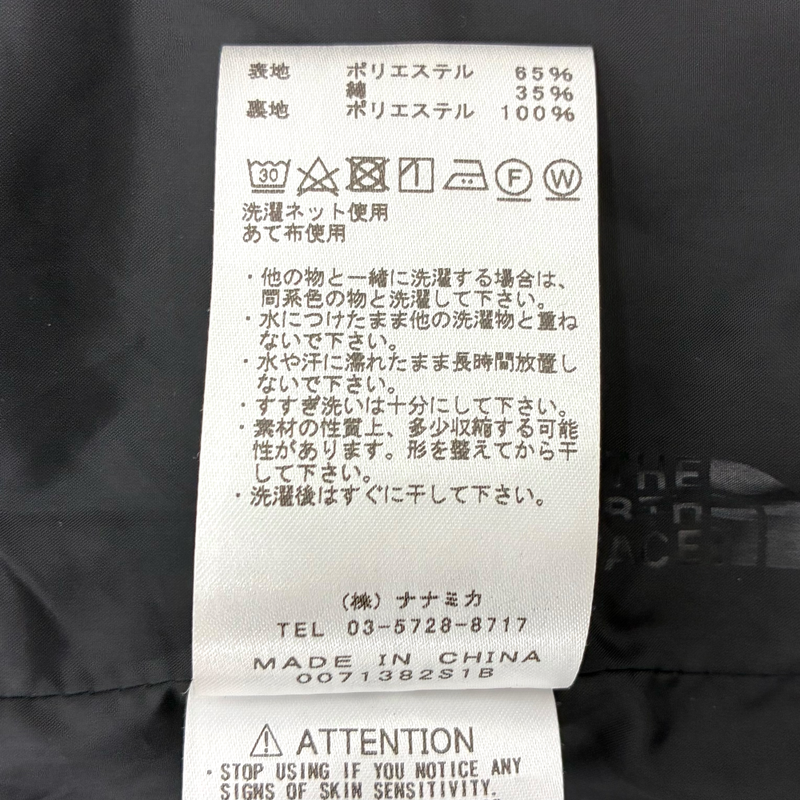 表地 ポリエステル 65%
綿 35%
裏地 ポリエステル 100%
30 F W
洗濯ネット使用
あて布使用
・他の物と一緒に洗濯する場合は、
同系色の物と洗濯して下さい。
・水につけたまま他の洗濯物と重ね
ないで下さい。
・水や汗に濡れたまま長時間放置し
ないで下さい。
・すすぎ洗いは十分にして下さい。
・素材の性質上、多少収縮する可能
性があります。形を整えてから干
して下さい。
・洗濯後はすぐに干して下さい。
(株) ナナミカ
TEL 03-5728-8717
MADE IN CHINA
0071382S1B
THE
ACE
⚠ ATTENTION
・STOP USING IF YOU NOTICE ANY
SIGNS OF SKIN SENSITIVITY.